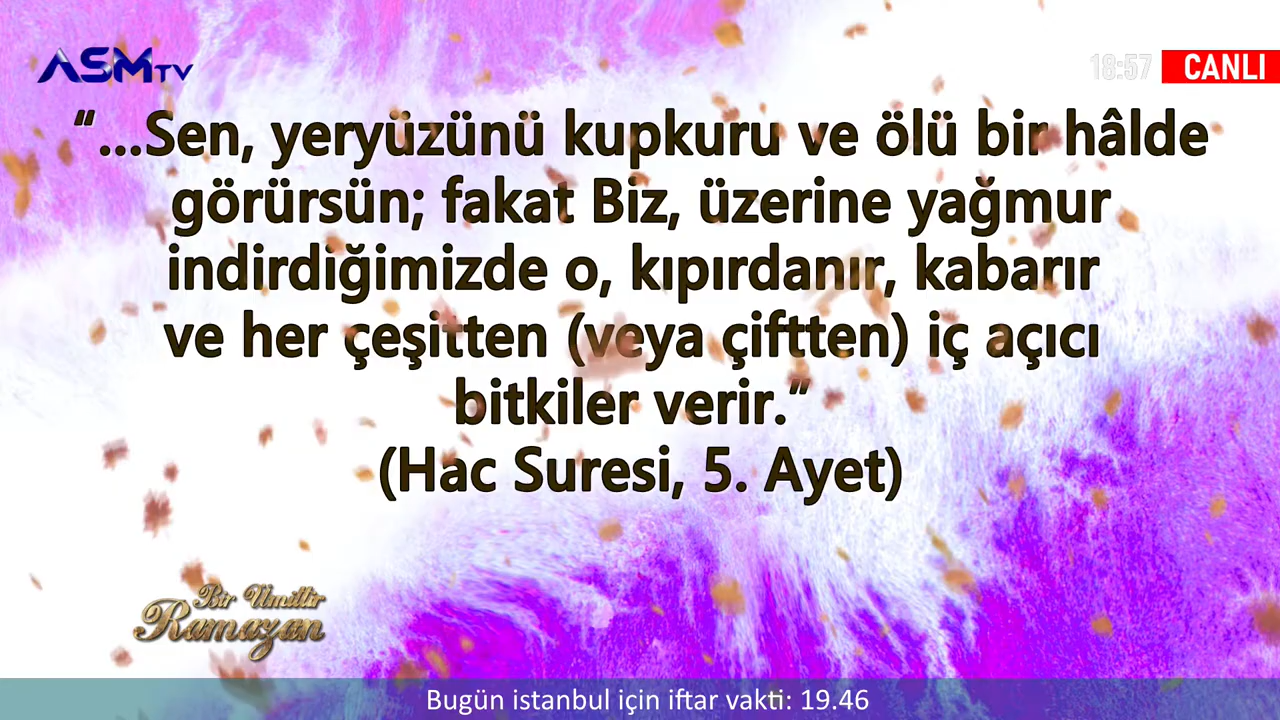 ASMTV
18:57 CANLI
“...Sen, yeryüzünü kupkuru ve ölü bir hâlde
görürsün; fakat Biz, üzerine yağmur
indirdiğimizde o, kıpırdanır, kabarır
ve her çeşitten (veya çiftten) iç açıcı
bitkiler verir.”
(Hac Suresi, 5. Ayet)
Bir Ümittir
Ramazan
Bugün istanbul için iftar vakti: 19.46